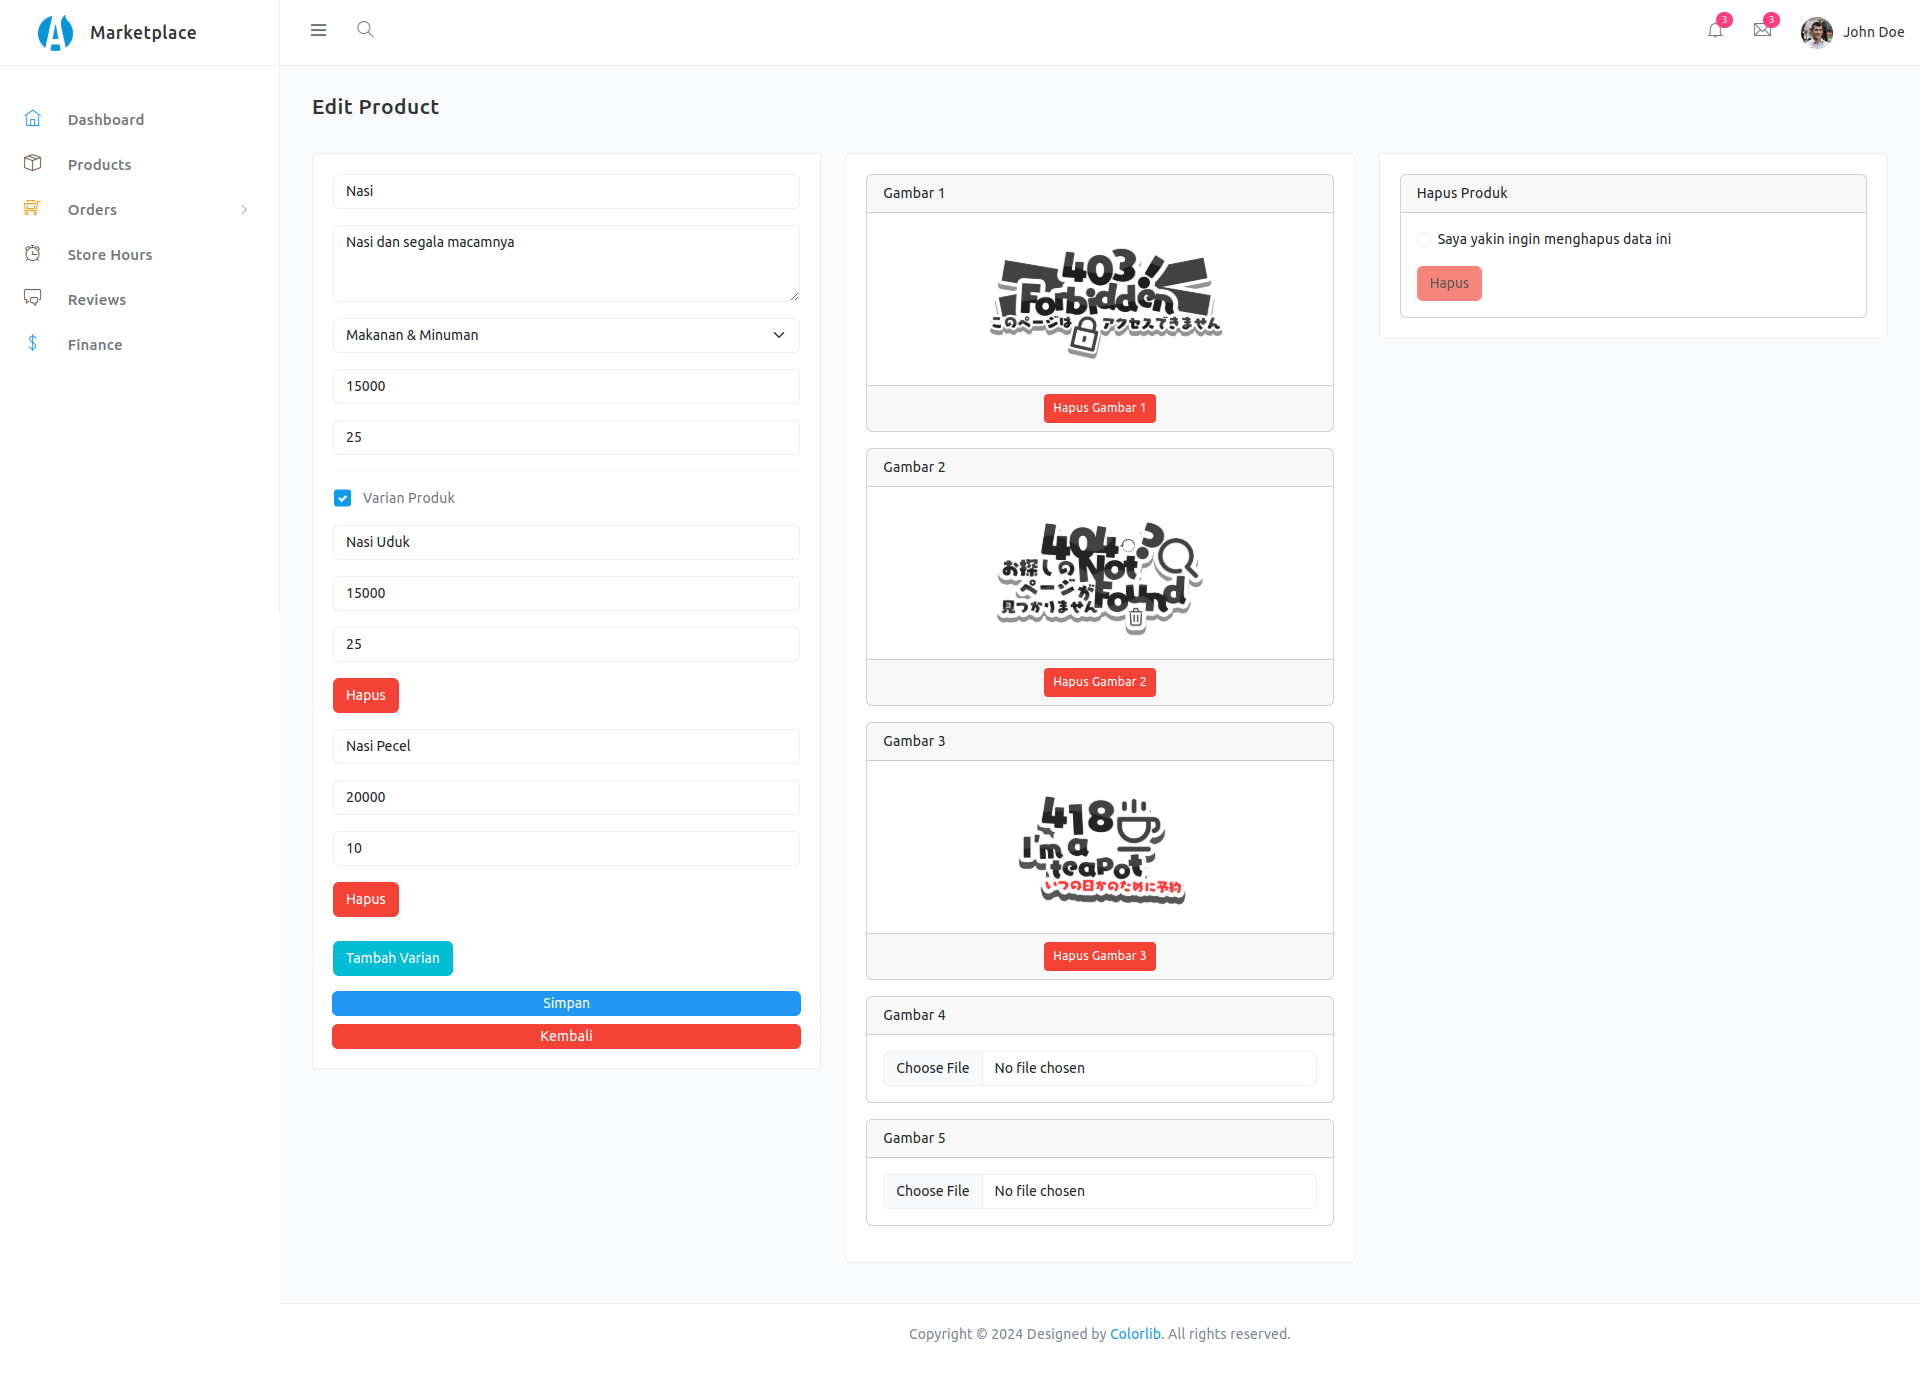 Marketplace
3
3
John Doe
Dashboard
Products
Orders
Store Hours
Reviews
Finance
Edit Product
Nasi
Nasi dan segala macamnya
Makanan & Minuman
15000
25
Varian Produk
Nasi Uduk
15000
25
Hapus
Nasi Pecel
20000
10
Hapus
Tambah Varian
Simpan
Kembali
Gambar 1
403
Forbidden
このページは アクセスできません
Hapus Gambar 1
Gambar 2
404?
Not
Found
お探しの
ページが
見つかりません
Hapus Gambar 2
Gambar 3
418
I'm a
teapot
いつの日かのために予約
Hapus Gambar 3
Gambar 4
Choose File No file chosen
Gambar 5
Choose File No file chosen
Hapus Produk
Saya yakin ingin menghapus data ini
Hapus
Copyright © 2024 Designed by Colorlib. All rights reserved.